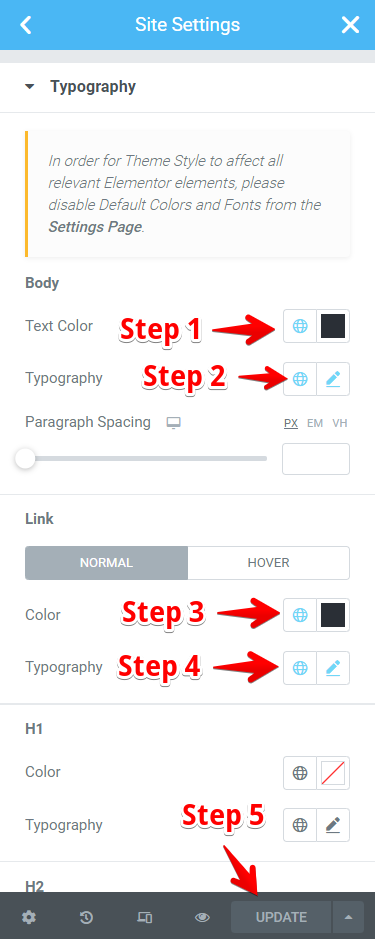 Site Settings
Typography
In order for Theme Style to affect all
relevant Elementor elements, please
disable Default Colors and Fonts from the
Settings Page.
Body
Text Color Step 1
Typography Step 2
Paragraph Spacing PX EM VH
Link
NORMAL HOVER
Color Step 3
Typography Step 4
H1
Color
Typography
Step 5
H2
UPDATE